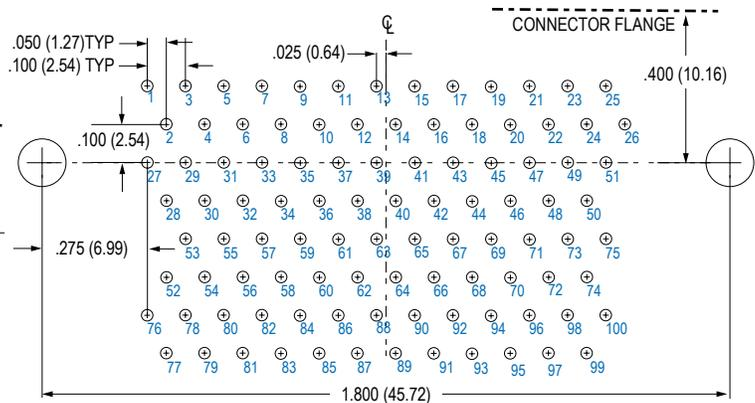 CONNECTOR FLANGE
.050 (1.27)TYP
.100 (2.54) TYP
.025 (0.64)
.400 (10.16)
1 3 5 7 9 11 13 15 17 19 21 23 25
.100 (2.54)
2 4 6 8 10 12 14 16 18 20 22 24 26
27 29 31 33 35 37 39 41 43 45 47 49 51
28 30 32 34 36 38 40 42 44 46 48 50
.275 (6.99)
53 55 57 59 61 63 65 67 69 71 73 75
52 54 56 58 60 62 64 66 68 70 72 74
76 78 80 82 84 86 88 90 92 94 96 98 100
77 79 81 83 85 87 89 91 93 95 97 99
1.800 (45.72)